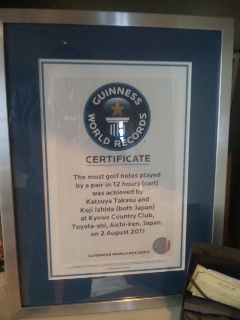 GUINNESS
WORLD RECORDS
CERTIFICATE
The most golf holes played
by a pair in 12 hours (cart)
was achieved by
Katsuya Takasu and
Koji Ishida (both Japan)
at Kyowa Country Club,
Toyota-shi, Aichi-ken, Japan,
on 2 August 2011
GUINNESS WORLD RECORDS